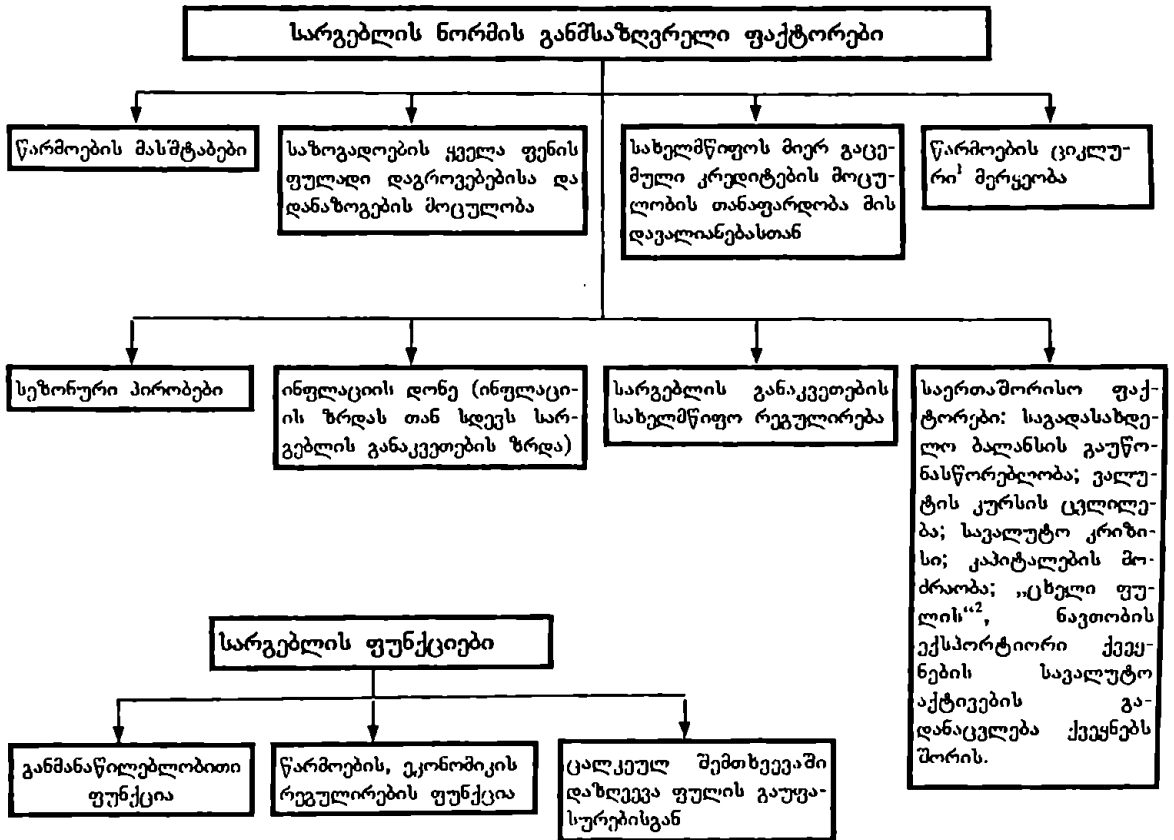 სარგებლის ნორმის განმსაზღვრელი ფაქტორები
წარმოების მასშტაბები
საზოგადოების ყველა ფენის
ფულადი დაგროვებებისა და
დანაზოგების მოცულობა
სახელმწიფოს მიერ გაცე-
მული კრედიტების მოცუ-
ლობის თანაფარდობა მის
დავალიანებასთან
წარმოების ციკლუ-
რი¹ მერყეობა
სეზონური პირობები
ინფლაციის დონე (ინფლაცი-
ის ზრდას თან სდევს სარ-
გებლის განაკვეთების ზრდა)
სარგებლის განაკვეთების
სახელმწიფო რეგულირება
საერთაშორისო ფაქ-
ტორები: საგადასახდე-
ლო ბალანსის გაუწო-
ნასწორებლობა; ვალუ-
ტის კურსის ცვლილე-
ბა; სავალუტო კრიზი-
სი; კაპიტალების მო-
ძრაობა; „ცხელი ფუ-
ლის“², ნავთობის
ექსპორტიორი ქვეყ-
ნების სავალუტო
აქტივების გა-
დანაცვლება ქვეყნებს
შორის.
სარგებლის ფუნქციები
განმანაწილებლობითი
ფუნქცია
წარმოების, ეკონომიკის
რეგულირების ფუნქცია
ცალკეულ შემთხვევაში
დაზღვევა ფულის გაუფა-
სურებისგან